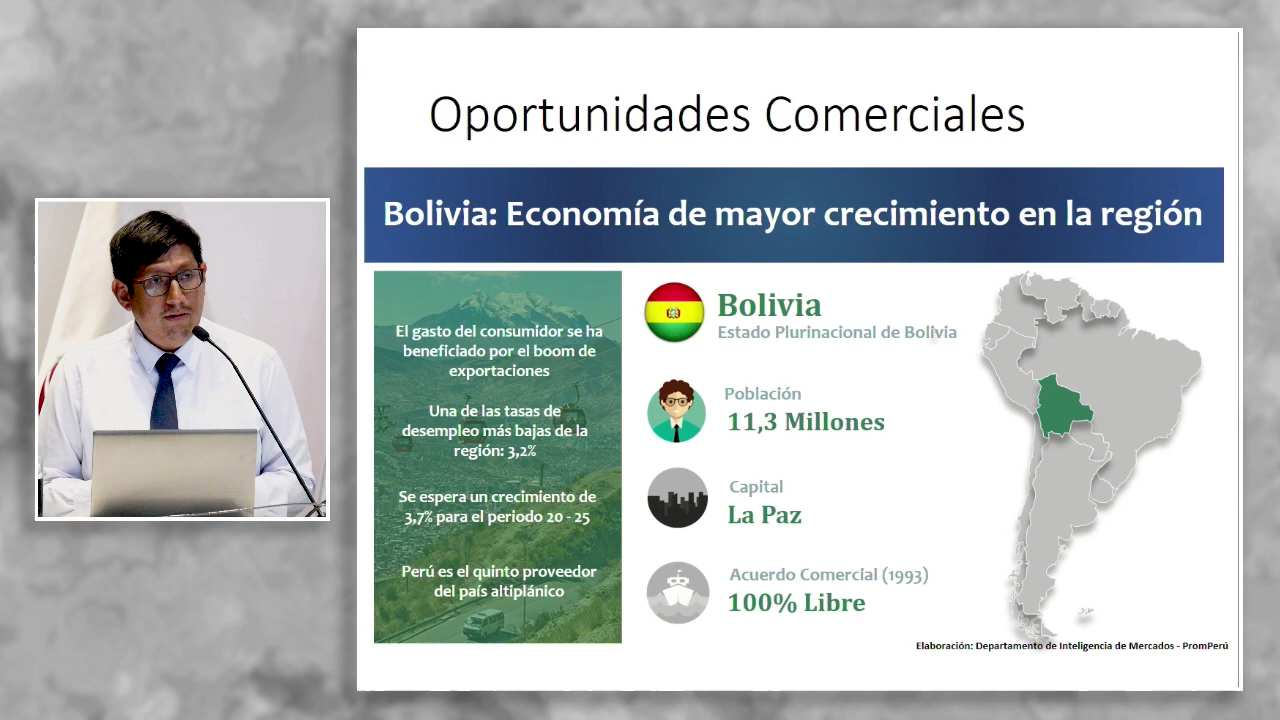 Oportunidades Comerciales
Bolivia: Economía de mayor crecimiento en la región
El gasto del consumidor se ha
beneficiado por el boom de
exportaciones
Una de las tasas de
desempleo más bajas de la
región: 3,2%
Se espera un crecimiento de
3,7% para el periodo 20 - 25
Perú es el quinto proveedor
del país altiplánico
Bolivia
Estado Plurinacional de Bolivia
Población
11,3 Millones
Capital
La Paz
Acuerdo Comercial (1993)
100% Libre
Elaboración: Departamento de Inteligencia de Mercados - PromPerú